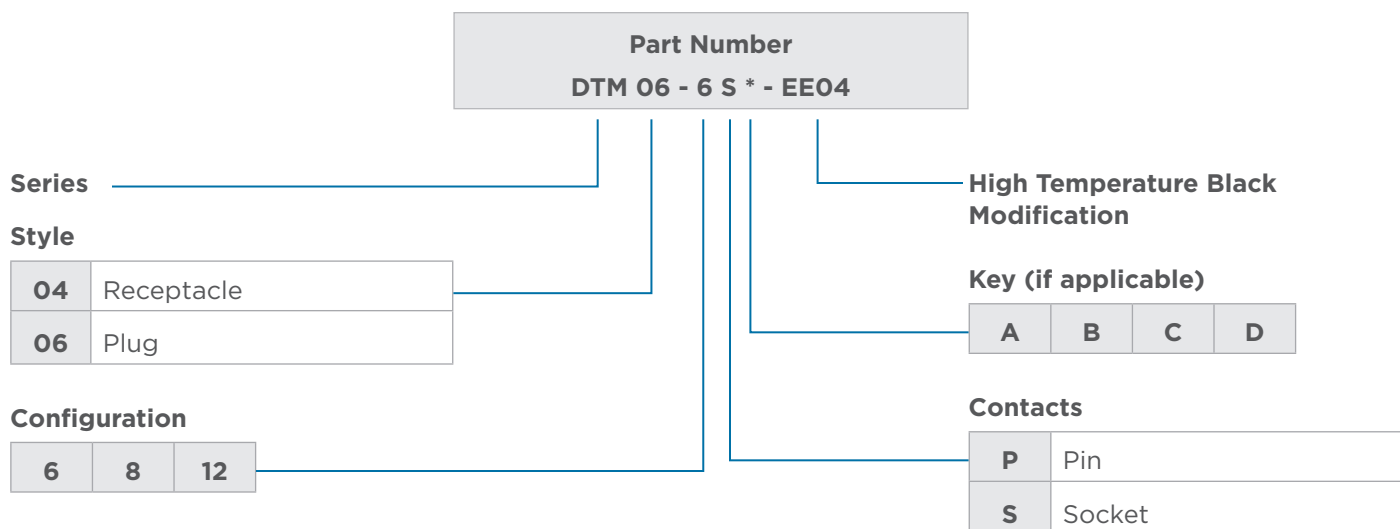 Part Number
DTM 06 - 6 S * - EE04
Series
Style
04 Receptacle
06 Plug
Configuration
6 8 12
High Temperature Black
Modification
Key (if applicable)
A B C D
Contacts
P Pin
S Socket